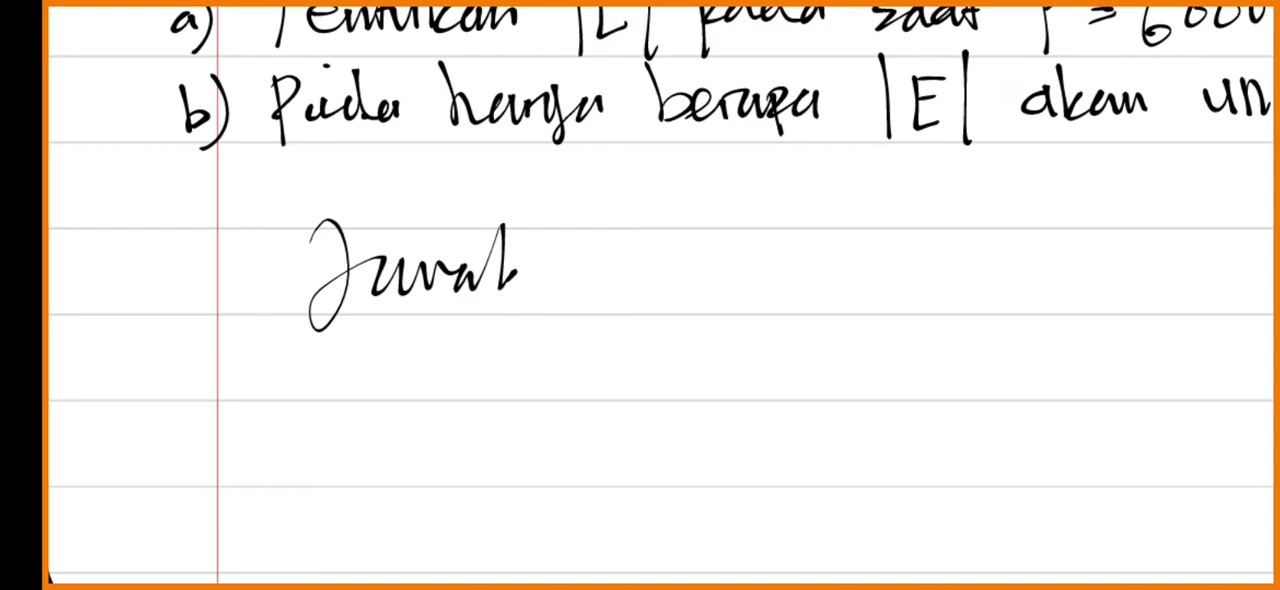 a) Tentukan |E| pada saat P = 6000
b) Pada harga berapa |E| akan un
Jawab